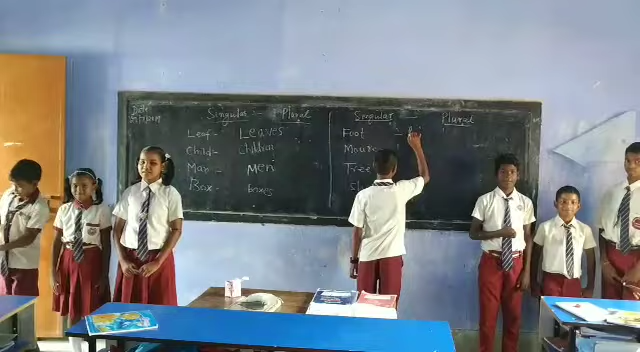 Singular Plural
Leaf - Leaves
Child - Children
Man - Men
Box - boxes
Singular Plural
Foot -
Mouse
Tree